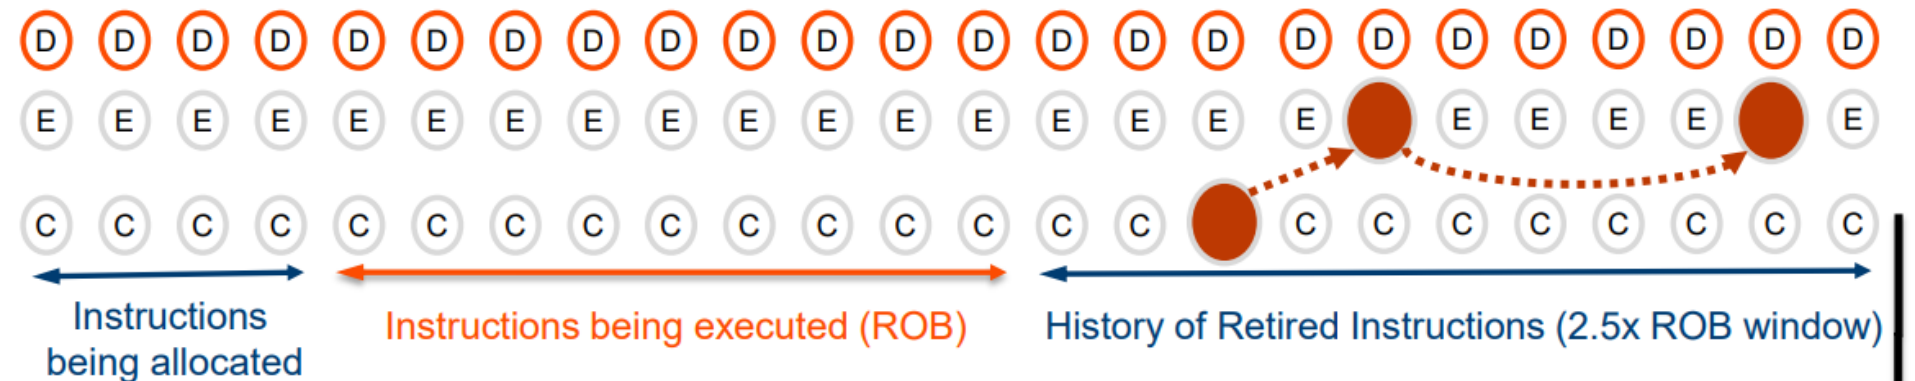 D D D D D D D D D D D D D D D D D D D D D D D D
E E E E E E E E E E E E E E E E E E E E E E
C C C C C C C C C C C C C C C C C C C C C C C
Instructions
being allocated
Instructions being executed (ROB)
History of Retired Instructions (2.5x ROB window)